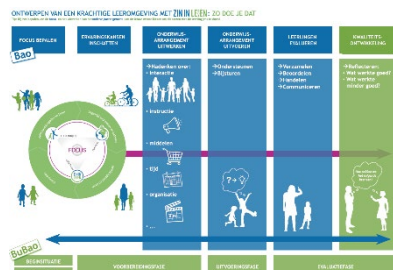 ONTWERPEN VAN EEN KRACHTIGE LEEROMGEVING MET ZIN IN LEREN: ZO DOE JE DAT
FOCUS BEPALEN
ERVARINGSKANSEN
INSCHATTEN
ONDERWIJS-
ARRANGEMENT
UITWERKEN
ONDERWIJS-
ARRANGEMENT
UITVOEREN
LEERLINGEN
EVALUEREN
KWALITEITS-
ONTWIKKELING
Bao
→Nadenken over:
- interactie
- instructie
- middelen
- tijd
- organisatie
- ...
→Ondersteunen
→Bijsturen
→Verzamelen
→Beoordelen
→Handelen
→Communiceren
→Reflecteren:
- Wat werkte goed?
- Wat werkte
minder goed?
FOCUS
BuBao
BEGINSITUATIE
VOORBEREIDINGSFASE
UITVOERINGSFASE
EVALUATIEFASE